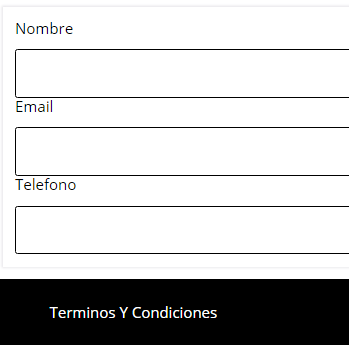 Nombre
Email
Telefono
Terminos Y Condiciones